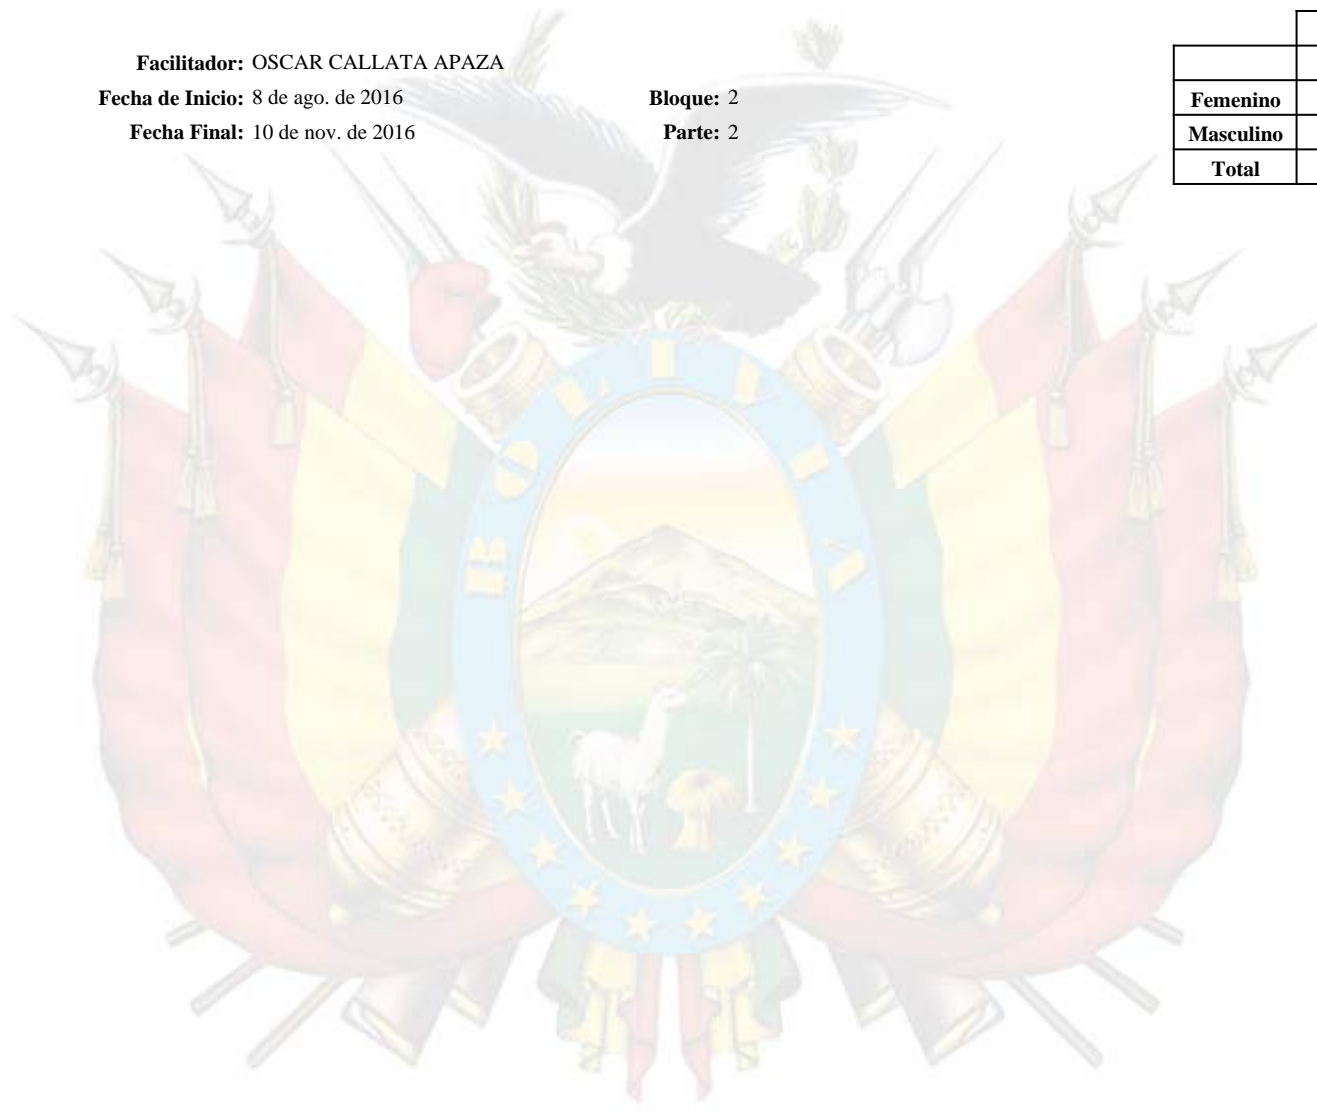 Facilitador: OSCAR CALLATA APAZA
Fecha de Inicio: 8 de ago. de 2016 Bloque: 2
Fecha Final: 10 de nov. de 2016 Parte: 2
Femenino
Masculino
Total
BOLIVIA